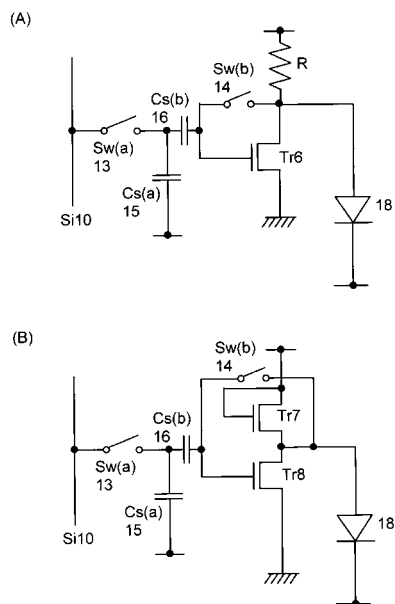 (A)
R
Sw(b)
14
Cs(b)
16
Tr6
Sw(a)
13
Cs(a)
15
18
Si10
(B)
Sw(b)
14
Cs(b)
16
Tr7
Sw(a)
13
Tr8
Cs(a)
15
18
Si10